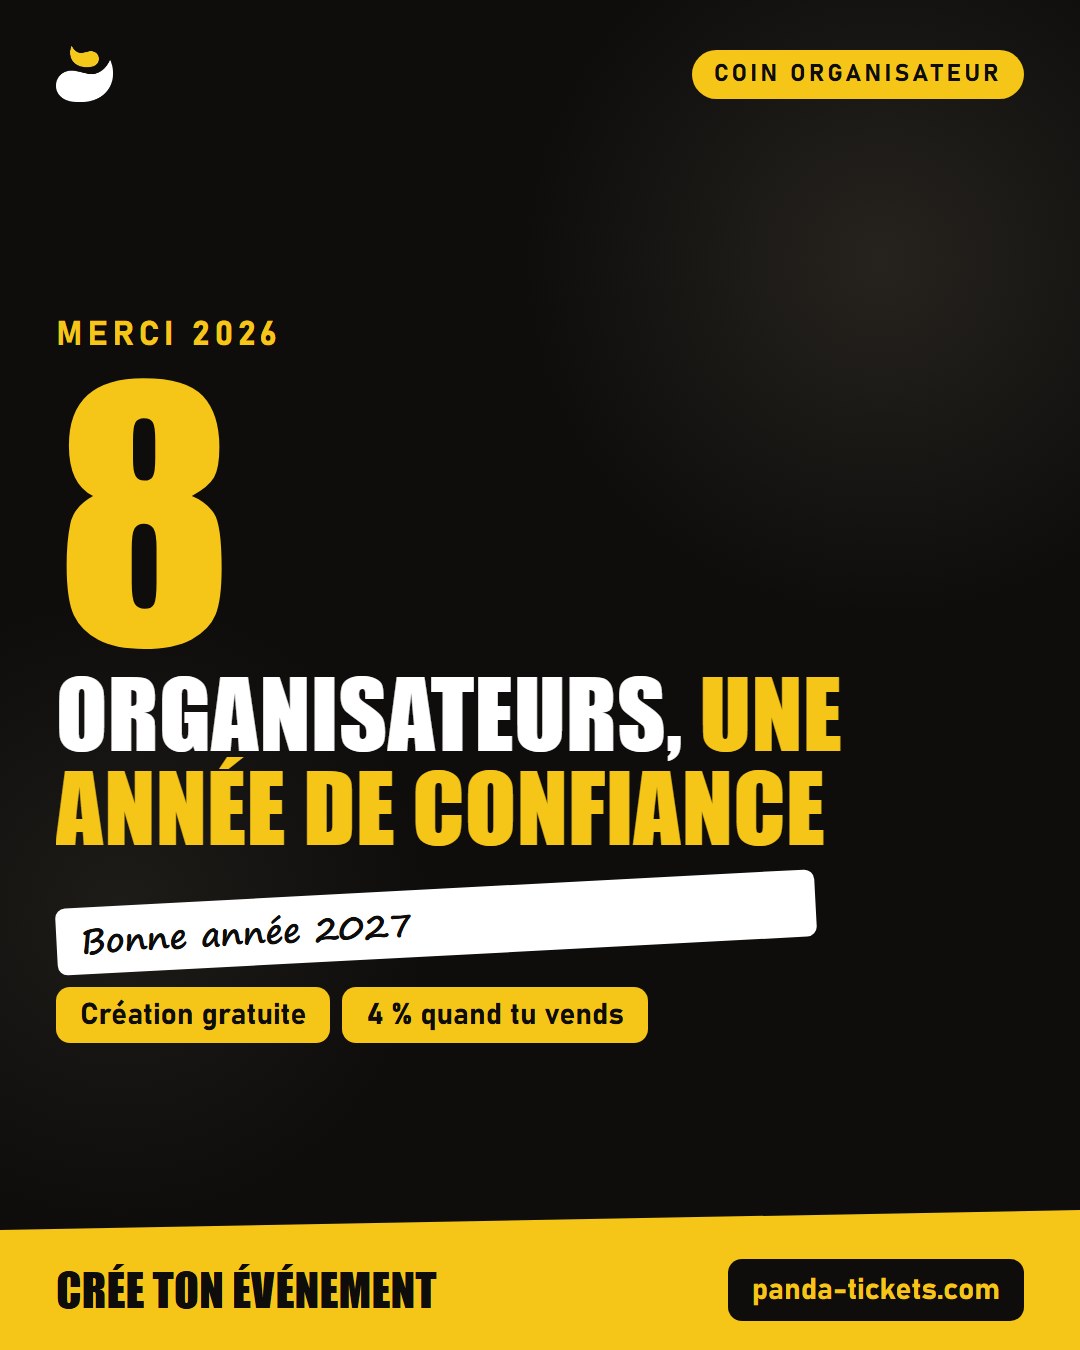 COIN ORGANISATEUR
MERCI 2026
8
ORGANISATEURS, UNE
ANNÉE DE CONFIANCE
Bonne année 2027
Création gratuite
4 % quand tu vends
CRÉE TON ÉVÉNEMENT
panda-tickets.com